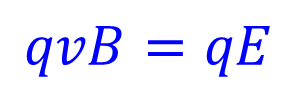 qvB = qE